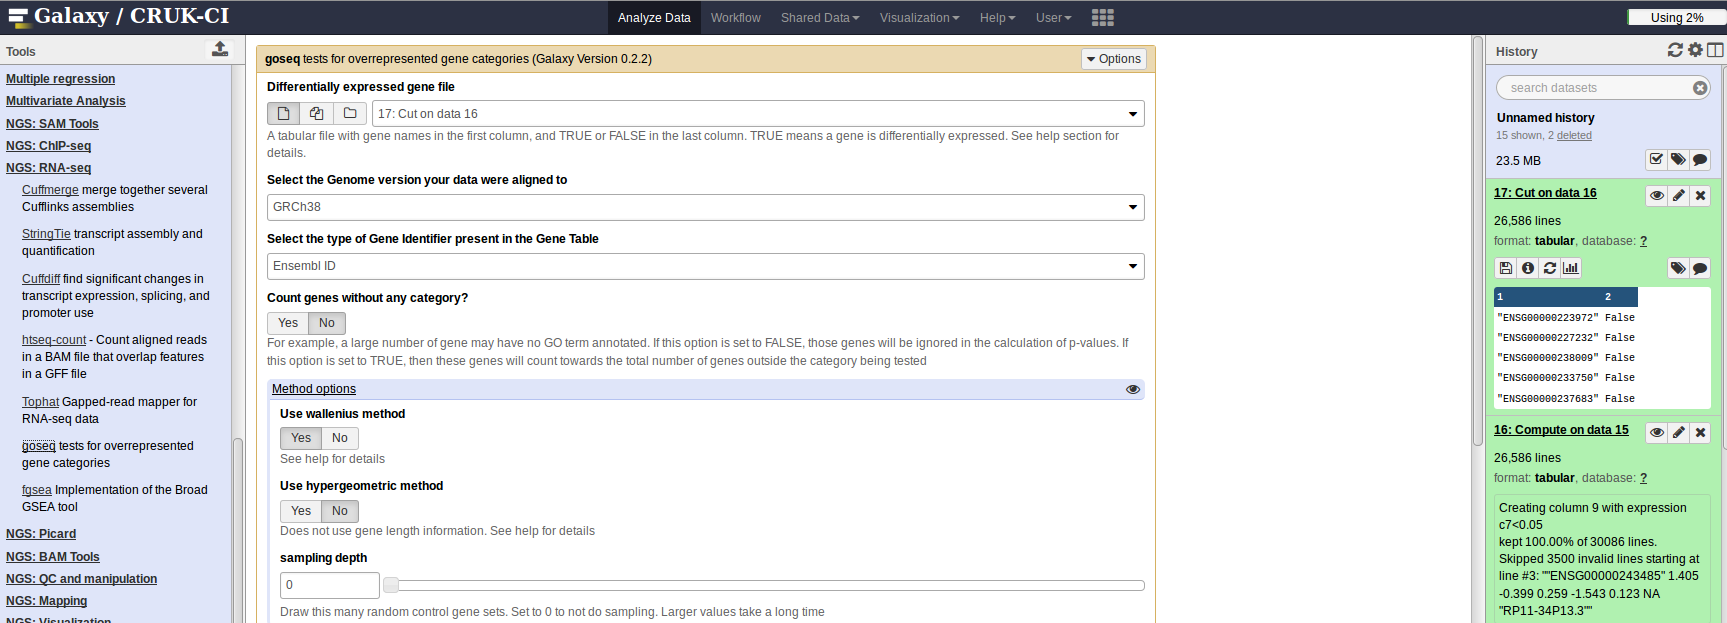 Galaxy / CRUK-CI
Analyze Data
Workflow
Shared Data
Visualization
Help
User
Using 2%
Tools
Multiple regression
Multivariate Analysis
NGS: SAM Tools
NGS: ChIP-seq
NGS: RNA-seq
Cuffmerge merge together several
Cufflinks assemblies
StringTie transcript assembly and
quantification
Cuffdiff find significant changes in
transcript expression, splicing, and
promoter use
htseq-count - Count aligned reads
in a BAM file that overlap features
in a GFF file
Tophat Gapped-read mapper for
RNA-seq data
goseq tests for overrepresented
gene categories
fgsea Implementation of the Broad
GSEA tool
NGS: Picard
NGS: BAM Tools
NGS: QC and manipulation
NGS: Mapping
NGS: Visualization
goseq tests for overrepresented gene categories (Galaxy Version 0.2.2)
Options
Differentially expressed gene file
17: Cut on data 16
A tabular file with gene names in the first column, and TRUE or FALSE in the last column. TRUE means a gene is differentially expressed. See help section for
details.
Select the Genome version your data were aligned to
GRCh38
Select the type of Gene Identifier present in the Gene Table
Ensembl ID
Count genes without any category?
Yes No
For example, a large number of gene may have no GO term annotated. If this option is set to FALSE, those genes will be ignored in the calculation of p-values. If
this option is set to TRUE, then these genes will count towards the total number of genes outside the category being tested
Method options
Use wallenius method
Yes No
See help for details
Use hypergeometric method
Yes No
Does not use gene length information. See help for details
sampling depth
0
Draw this many random control gene sets. Set to 0 to not do sampling. Larger values take a long time
History
search datasets
Unnamed history
15 shown, 2 deleted
23.5 MB
17: Cut on data 16
26,586 lines
format: tabular, database: ?
1 2
"ENSG00000223972" False
"ENSG00000227232" False
"ENSG00000238009" False
"ENSG00000233750" False
"ENSG00000237683" False
16: Compute on data 15
26,586 lines
format: tabular, database: ?
Creating column 9 with expression
c7<0.05
kept 100.00% of 30086 lines.
Skipped 3500 invalid lines starting at
line #3: ""ENSG00000243485" 1.405
-0.399 0.259 -1.543 0.123 NA
"RP11-34P13.3""